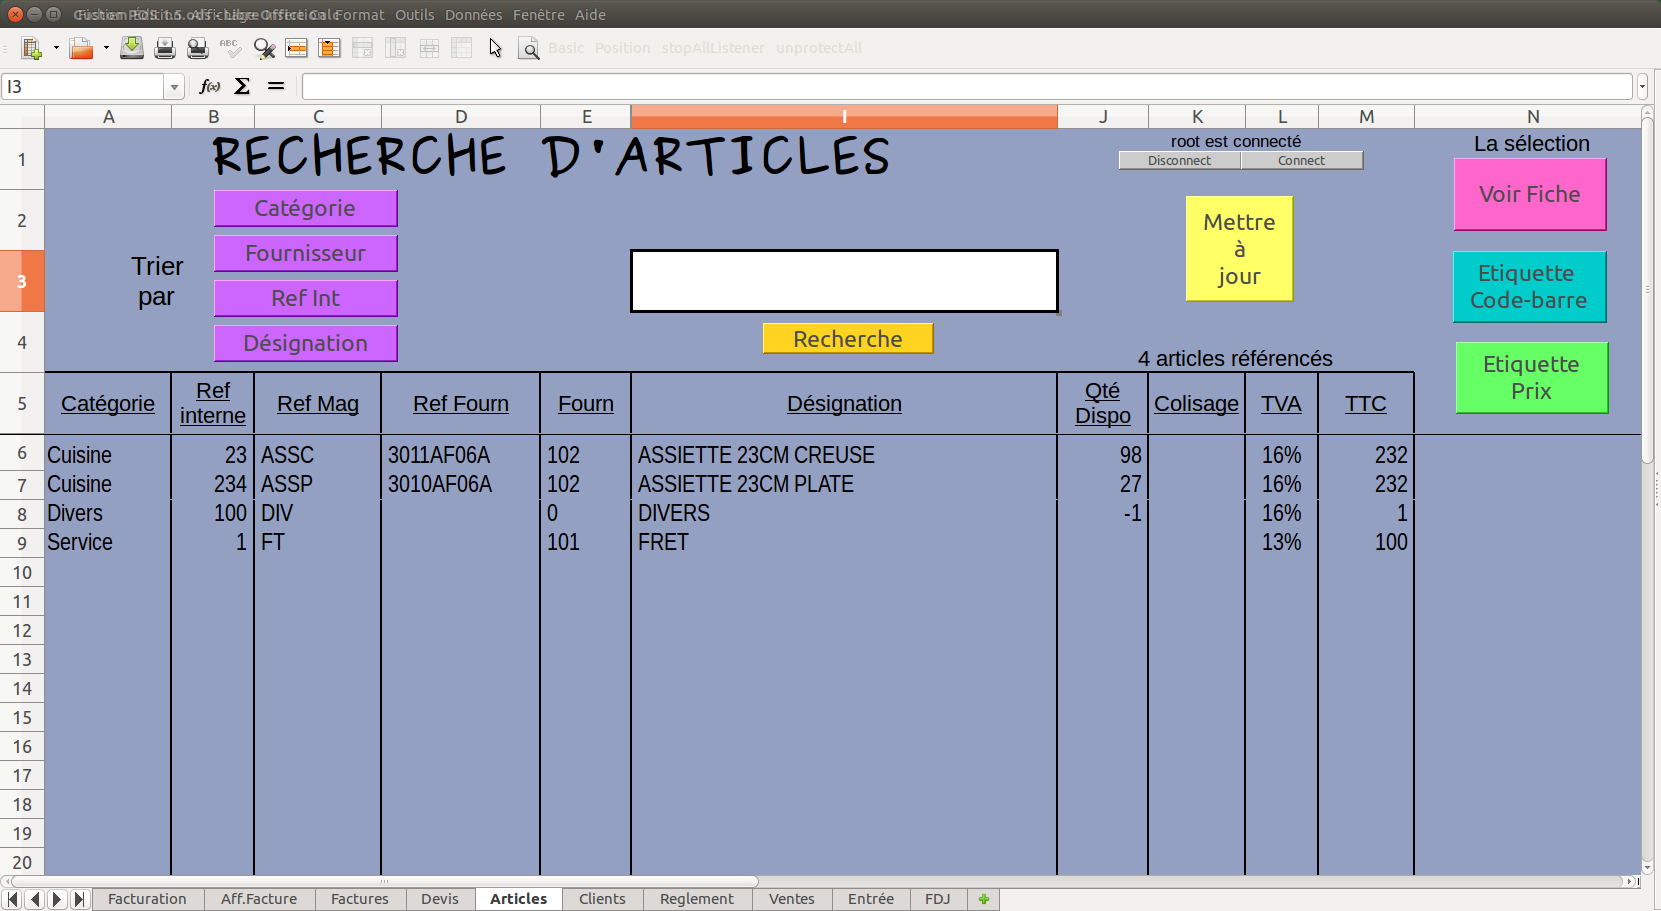 Outils Données Fenêtre Aide
Basic Position stopAllListener unprotectAll
I3
f(x) Σ =
A B C D E I J K L M N
1 RECHERCHE D'ARTICLES
root est connecté
Disconnect Connect
La sélection
Voir Fiche
2
Catégorie
Mettre
à
jour
3
Trier
par
Fournisseur
Ref Int
Etiquette
Code-barre
4
Désignation
Recherche
4 articles référencés
Etiquette
Prix
5 Catégorie Ref interne Ref Mag Ref Fourn Fourn Désignation Qté Dispo Colisage TVA TTC
6 Cuisine 23 ASSC 3011AF06A 102 ASSIETTE 23CM CREUSE 98 16% 232
7 Cuisine 234 ASSP 3010AF06A 102 ASSIETTE 23CM PLATE 27 16% 232
8 Divers 100 DIV 0 DIVERS -1 16% 1
9 Service 1 FT 101 FRET 13% 100
10
11
12
13
14
15
16
17
18
19
20
Facturation Aff.Facture Factures Devis Articles Clients Reglement Ventes Entrée FDJ